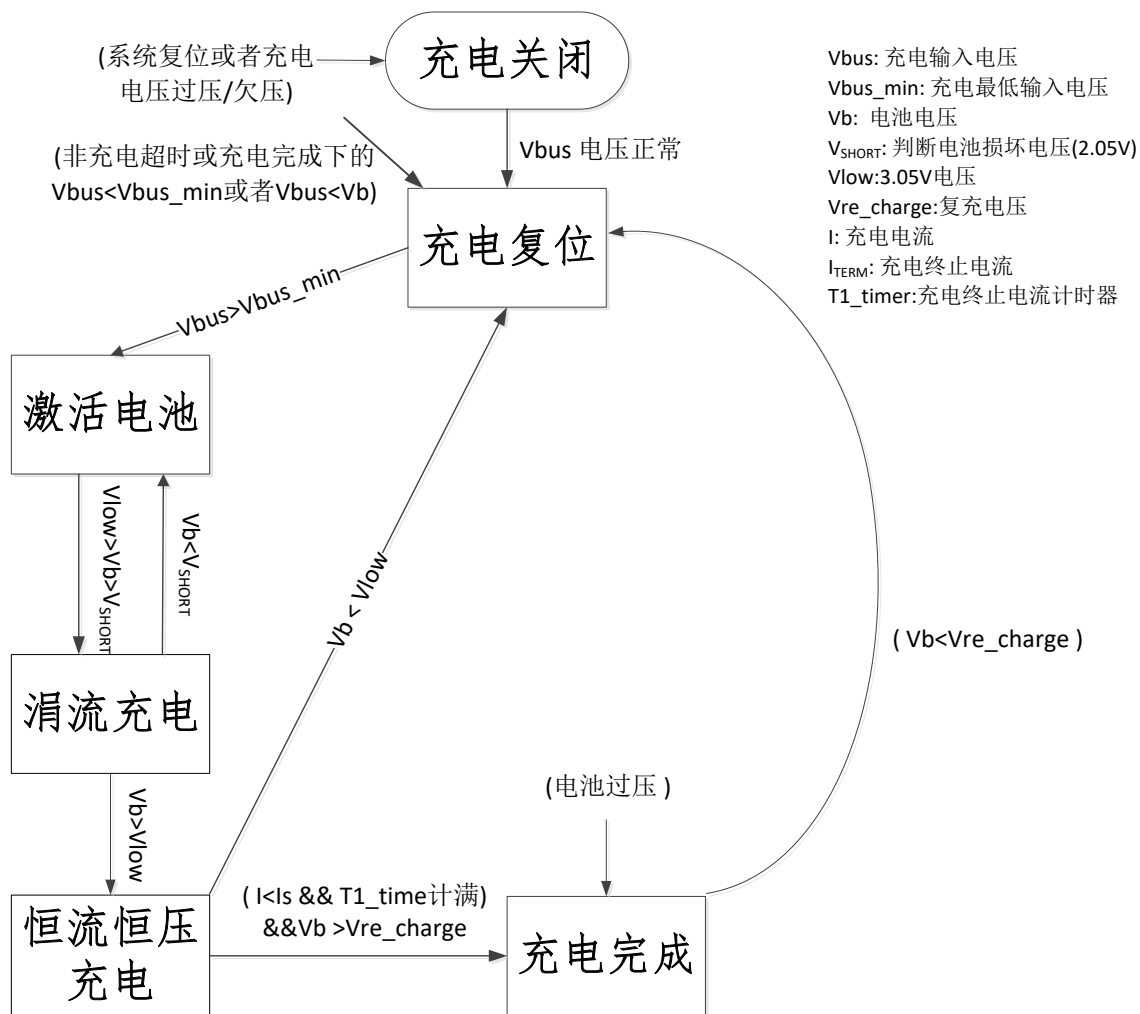 (系统复位或者充电
电压过压/欠压)
充电关闭
Vbus 电压正常
(非充电超时或充电完成下的
Vbus<Vbus_min或者Vbus<Vb)
充电复位
Vbus>Vbus_min
激活电池
Vlow>Vb>VSHORT
Vb<VSHORT
涓流充电
Vb>Vlow
恒流恒压
充电
Vb < Vlow
( I<Is && T1_time计满)
&&Vb >Vre_charge
(电池过压 )
充电完成
( Vb<Vre_charge )
Vbus: 充电输入电压
Vbus_min: 充电最低输入电压
Vb: 电池电压
VSHORT: 判断电池损坏电压(2.05V)
Vlow:3.05V电压
Vre_charge:复充电压
I: 充电电流
ITERM: 充电终止电流
T1_timer:充电终止电流计时器